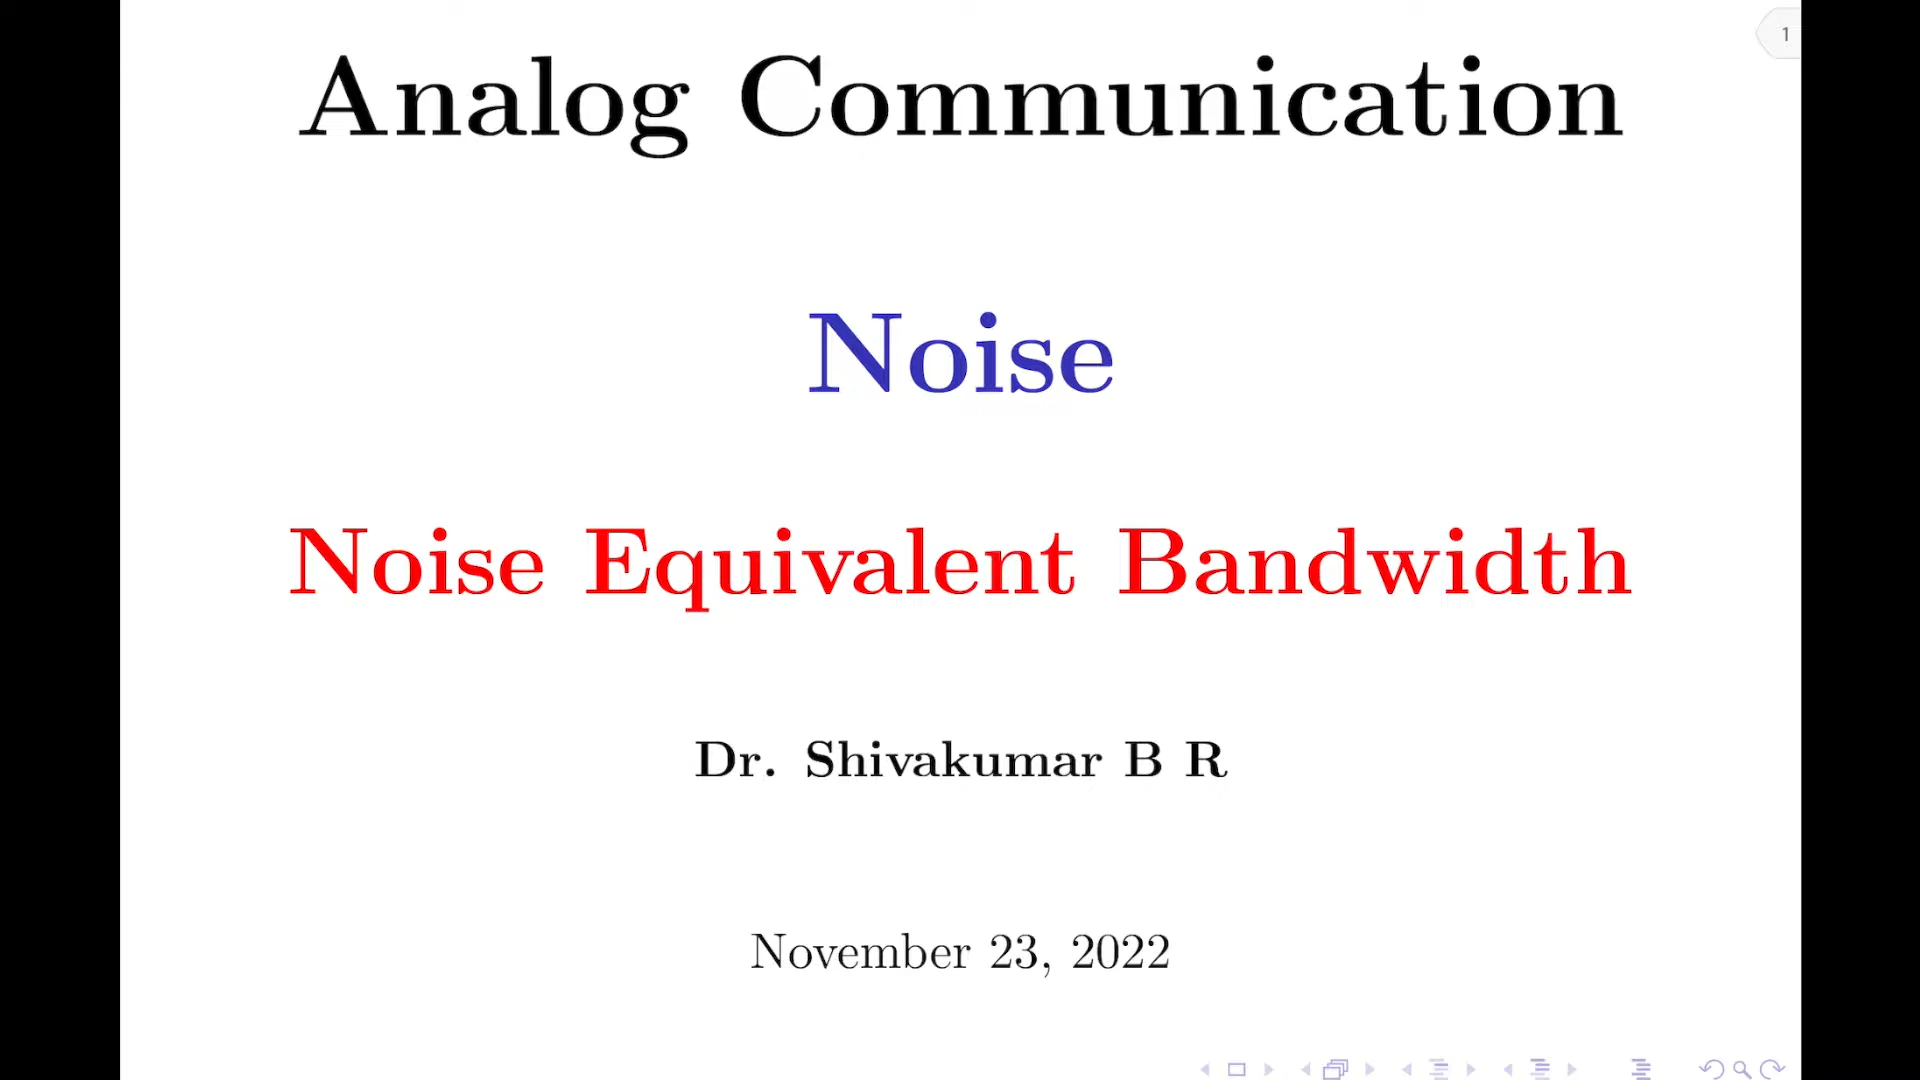 1
Analog Communication
Noise
Noise Equivalent Bandwidth
Dr. Shivakumar B R
November 23, 2022